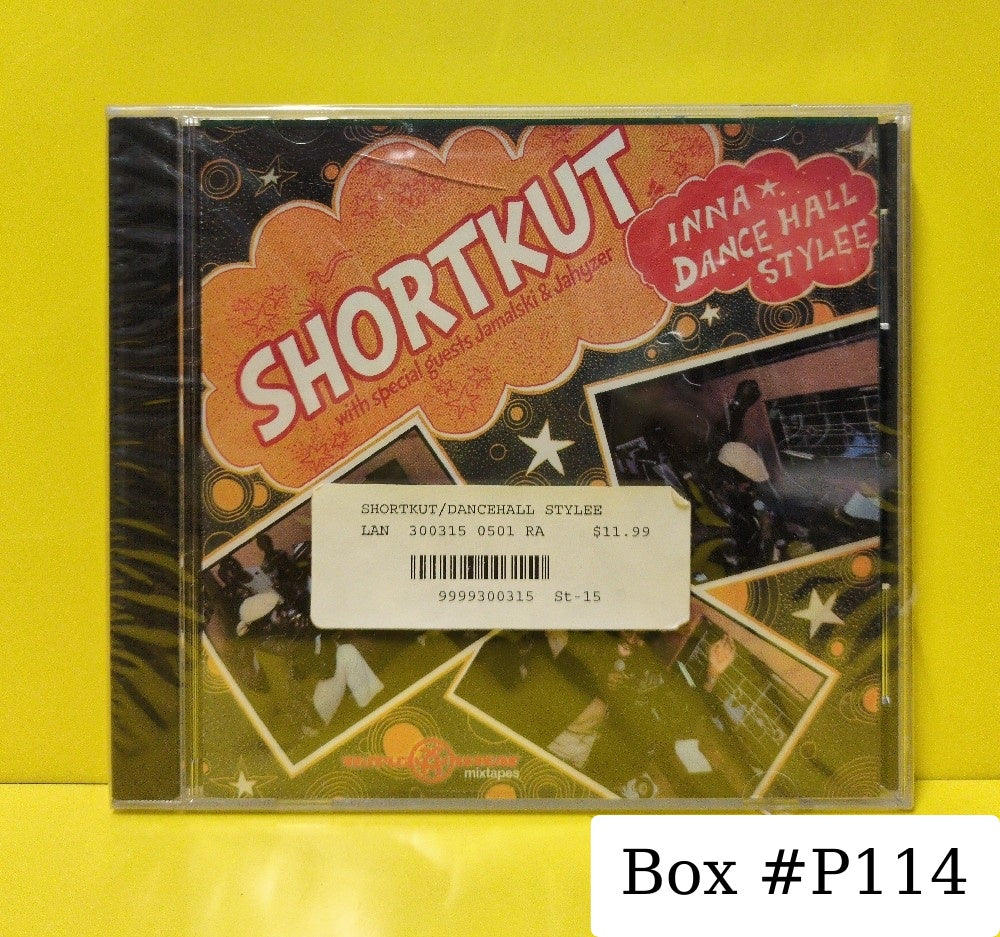 SHORTKUT
with special guests Jamalski & Jahyzer
INNA
DANCE HALL
STYLEE
SHORTKUT/DANCEHALL STYLEE
LAN 300315 0501 RA $11.99
9999300315 St-15
mixtapes
Box #P114